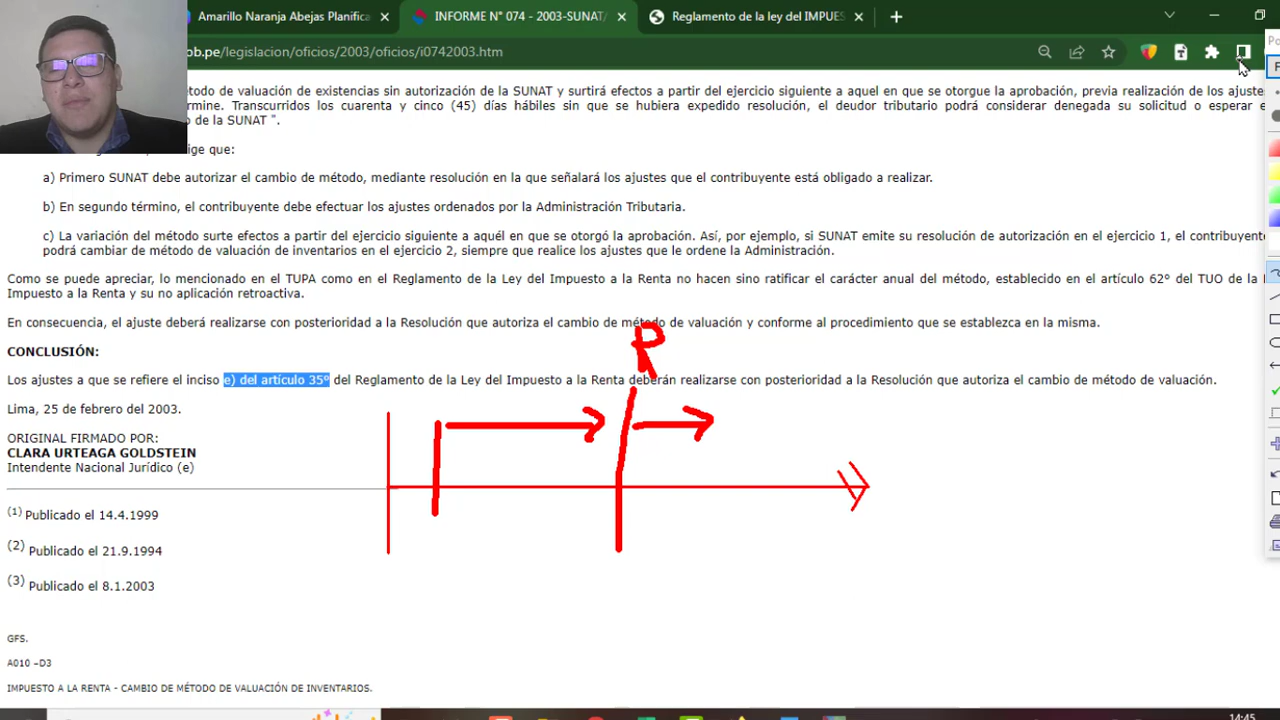 Amarillo Naranja Abejas Planifica
INFORME N° 074 - 2003-SUNAT/
Reglamento de la ley del IMPUES
ob.pe/legislacion/oficios/2003/oficios/i0742003.htm
todo de valuación de existencias sin autorización de la SUNAT y surtirá efectos a partir del ejercicio siguiente a aquel en que se otorgue la aprobación, previa realización de los ajuste
ermine. Transcurridos los cuarenta y cinco (45) días hábiles sin que se hubiera expedido resolución, el deudor tributario podrá considerar denegada su solicitud o esperar e
o de la SUNAT ".
ige que:
a) Primero SUNAT debe autorizar el cambio de método, mediante resolución en la que señalará los ajustes que el contribuyente está obligado a realizar.
b) En segundo término, el contribuyente debe efectuar los ajustes ordenados por la Administración Tributaria.
c) La variación del método surte efectos a partir del ejercicio siguiente a aquél en que se otorgó la aprobación. Así, por ejemplo, si SUNAT emite su resolución de autorización en el ejercicio 1, el contribuyente
podrá cambiar de método de valuación de inventarios en el ejercicio 2, siempre que realice los ajustes que le ordene la Administración.
Como se puede apreciar, lo mencionado en el TUPA como en el Reglamento de la Ley del Impuesto a la Renta no hacen sino ratificar el carácter anual del método, establecido en el artículo 62° del TUO de la
Impuesto a la Renta y su no aplicación retroactiva.
En consecuencia, el ajuste deberá realizarse con posterioridad a la Resolución que autoriza el cambio de método de valuación y conforme al procedimiento que se establezca en la misma.
R
CONCLUSIÓN:
Los ajustes a que se refiere el inciso e) del artículo 35° del Reglamento de la Ley del Impuesto a la Renta deberán realizarse con posterioridad a la Resolución que autoriza el cambio de método de valuación.
Lima, 25 de febrero del 2003.
ORIGINAL FIRMADO POR:
CLARA URTEAGA GOLDSTEIN
Intendente Nacional Jurídico (e)
(1) Publicado el 14.4.1999
(2) Publicado el 21.9.1994
(3) Publicado el 8.1.2003
GFS.
A010 –D3
IMPUESTO A LA RENTA - CAMBIO DE MÉTODO DE VALUACIÓN DE INVENTARIOS.
14:45